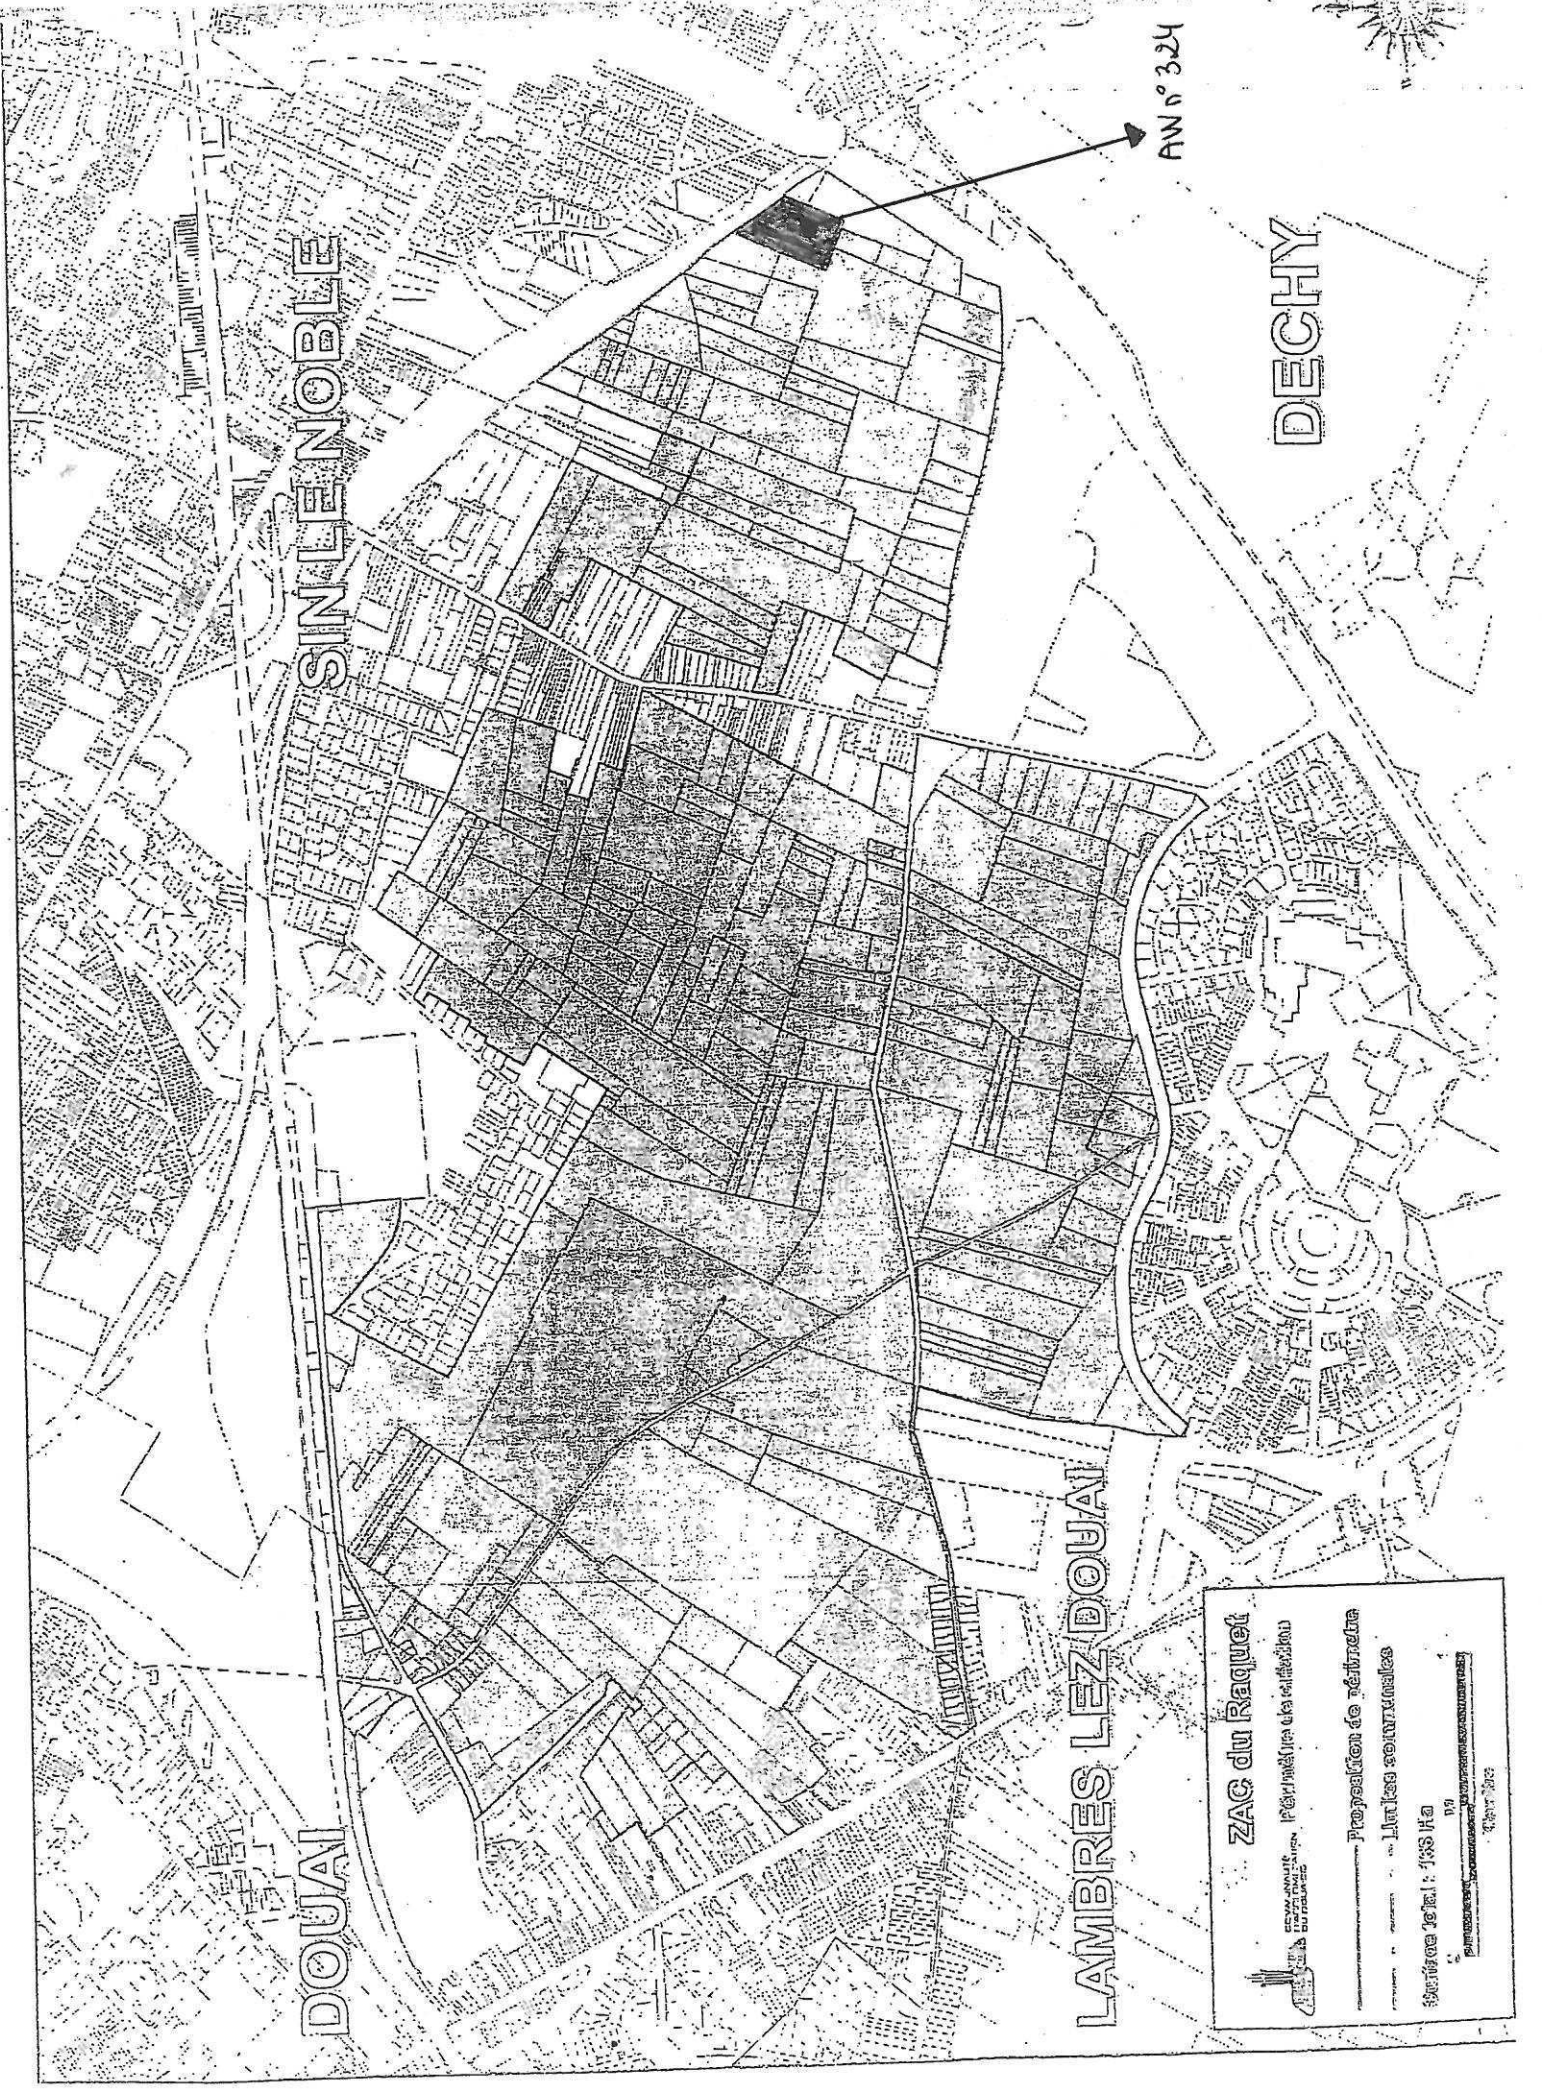 AW n° 324
SIN LE NOBLE
DECHY
DOUAI
LAMBRES LEZ DOUAI
ZAC du Raquet
Proposition de périmètre
Limites communales